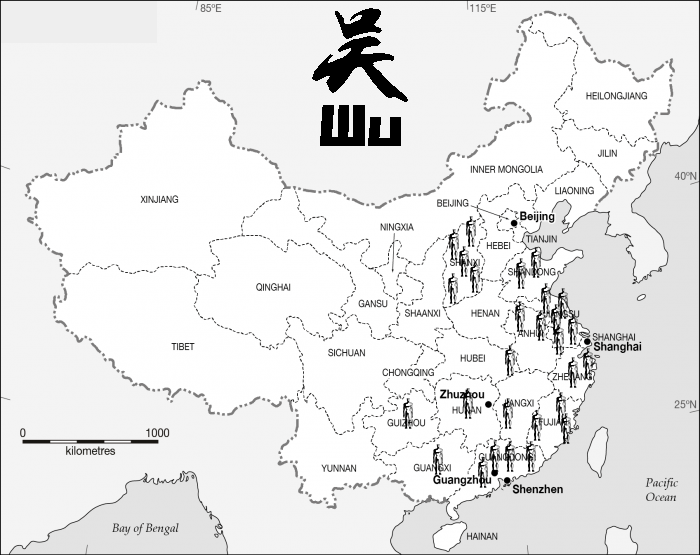 85°E
115°E
吴
Wu
HEILONGJIANG
JILIN
INNER MONGOLIA
40°N
LIAONING
XINJIANG
BEIJING
Beijing
NINGXIA
HEBEI
TIANJIN
SHANXI
SHANDONG
QINGHAI
GANSU
SHAANXI
HENAN
JIANGSU
ANHUI
SHANGHAI
Shanghai
TIBET
SICHUAN
HUBEI
CHONGQING
ZHEJIANG
Zhuzhou
HUNAN
JIANGXI
25°N
GUIZHOU
FUJIAN
0
1000
kilometres
YUNNAN
GUANGXI
GUANGDONG
Guangzhou
Shenzhen
Pacific
Ocean
Bay of Bengal
HAINAN